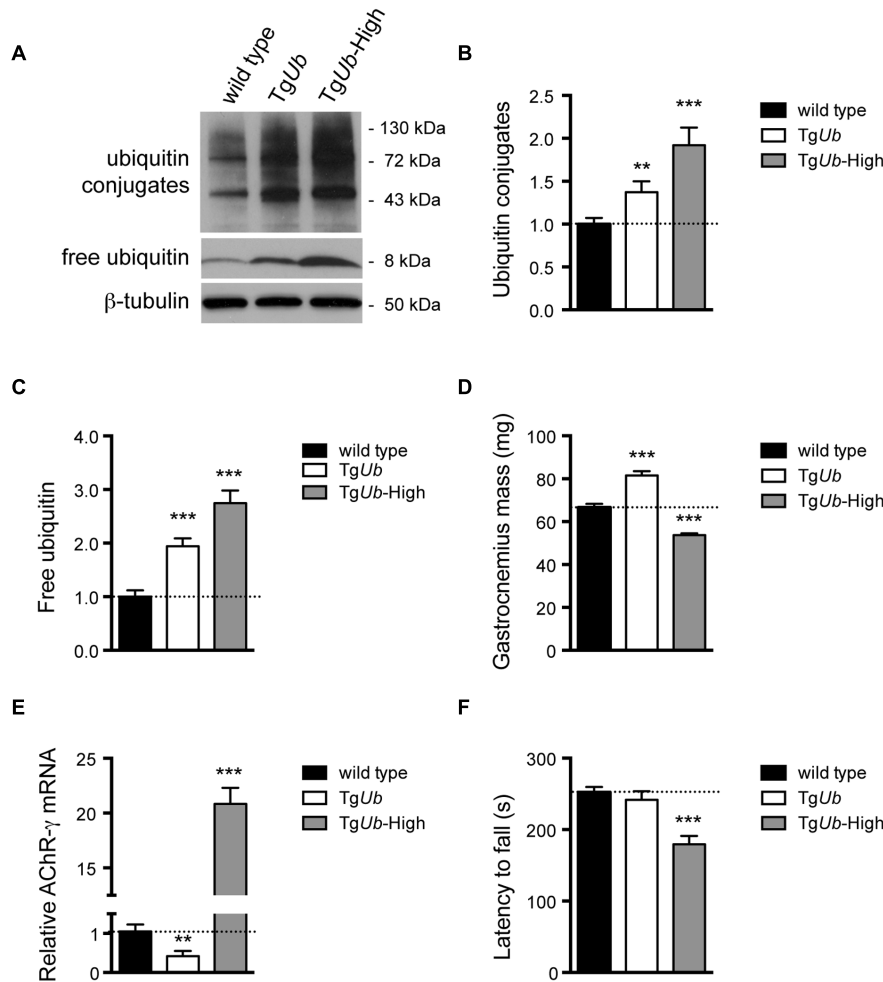 A
wild type
TgUb
TgUb-High
ubiquitin
conjugates
- 130 kDa
- 72 kDa
- 43 kDa
free ubiquitin
- 8 kDa
β-tubulin
- 50 kDa
B
Ubiquitin conjugates
2.5
2.0
1.5
1.0
0.5
0.0
**
***
wild type
TgUb
TgUb-High
C
Free ubiquitin
4.0
3.0
2.0
1.0
0.0
***
***
wild type
TgUb
TgUb-High
D
Gastrocnemius mass (mg)
100
80
60
40
20
0
***
***
wild type
TgUb
TgUb-High
E
Relative AChR-γ mRNA
25
20
15
1
0
**
***
wild type
TgUb
TgUb-High
F
Latency to fall (s)
300
200
100
0
***
wild type
TgUb
TgUb-High